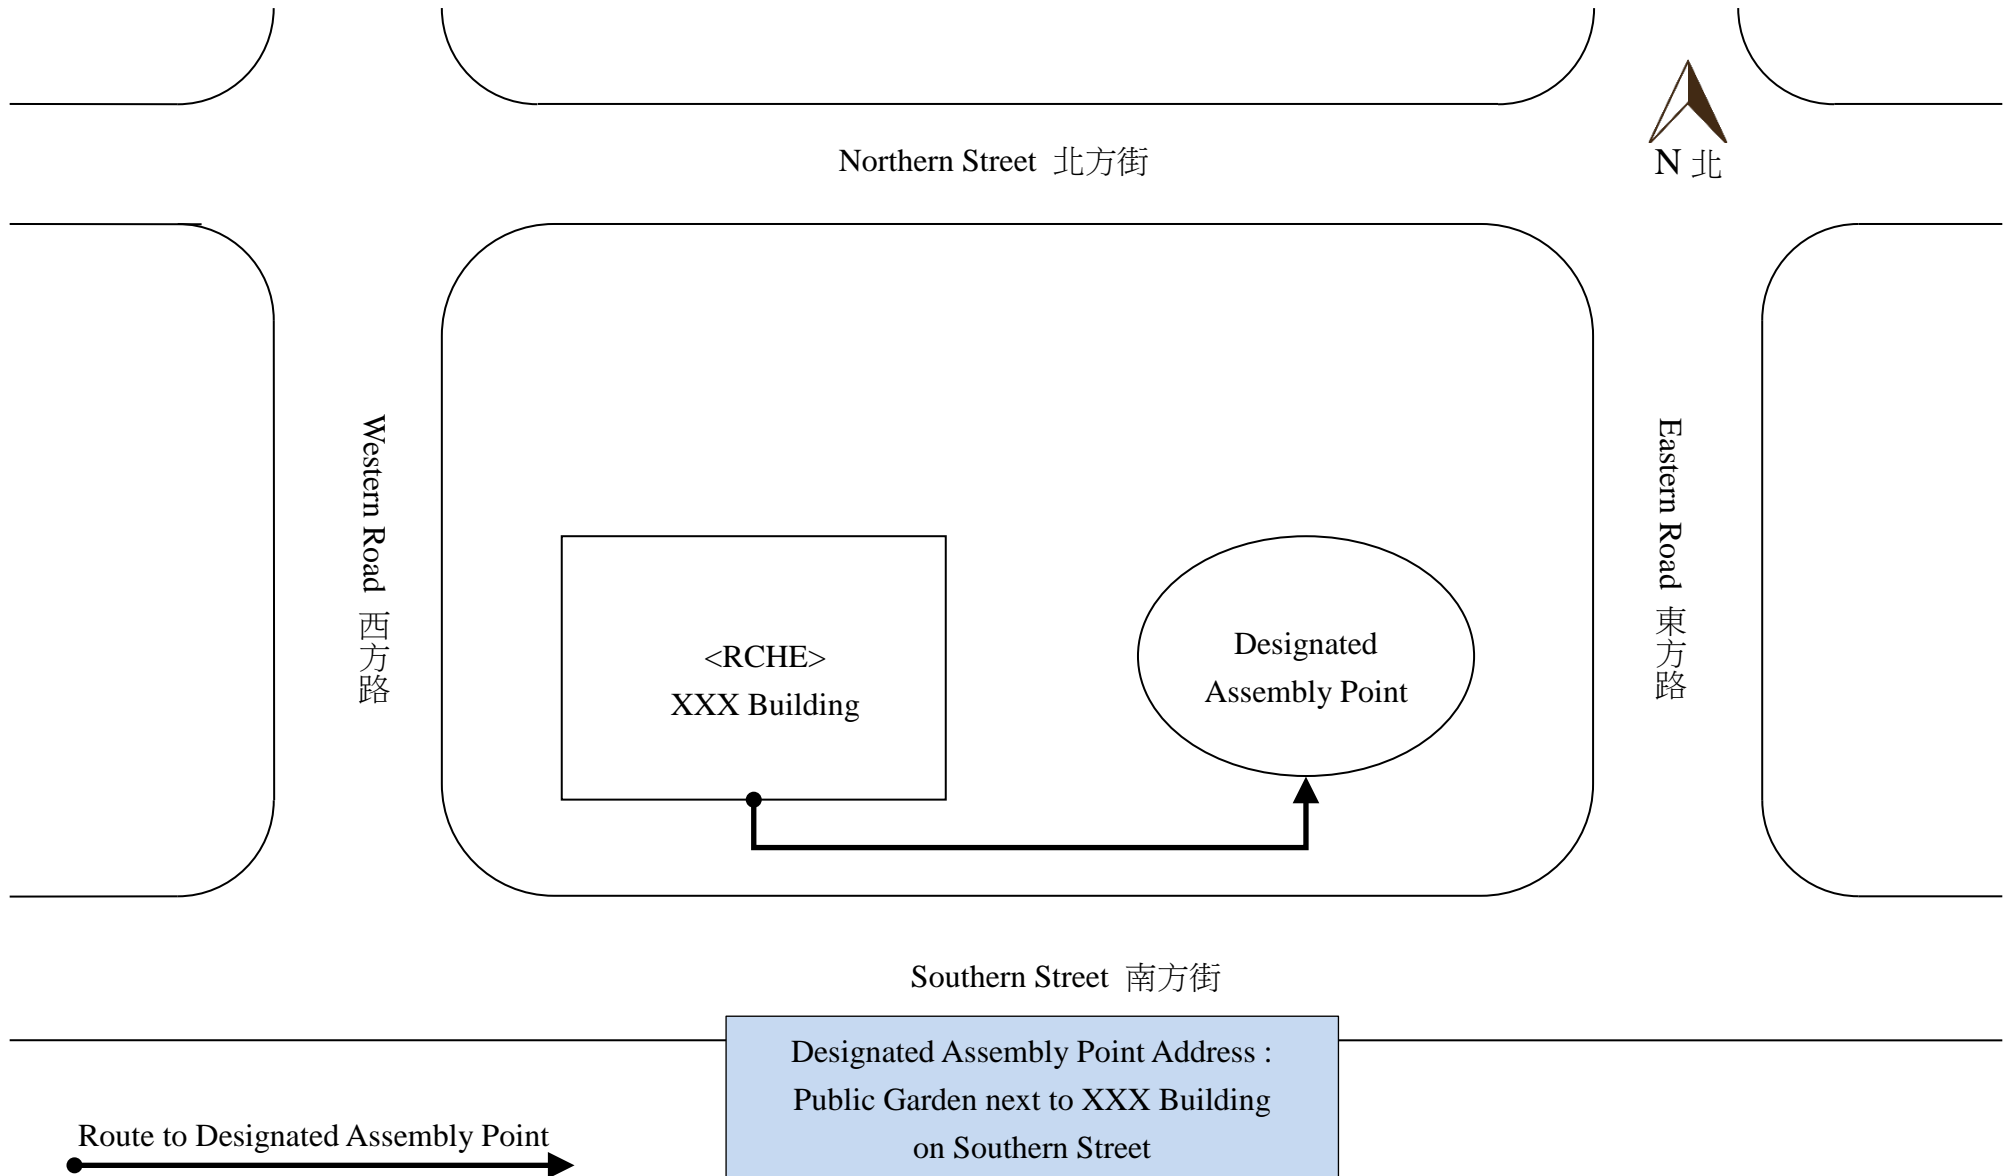 Northern Street 北方街
N 北
Western Road 西方路
Eastern Road 東方路
<RCHE>
XXX Building
Designated
Assembly Point
Southern Street 南方街
Designated Assembly Point Address :
Public Garden next to XXX Building
on Southern Street
Route to Designated Assembly Point